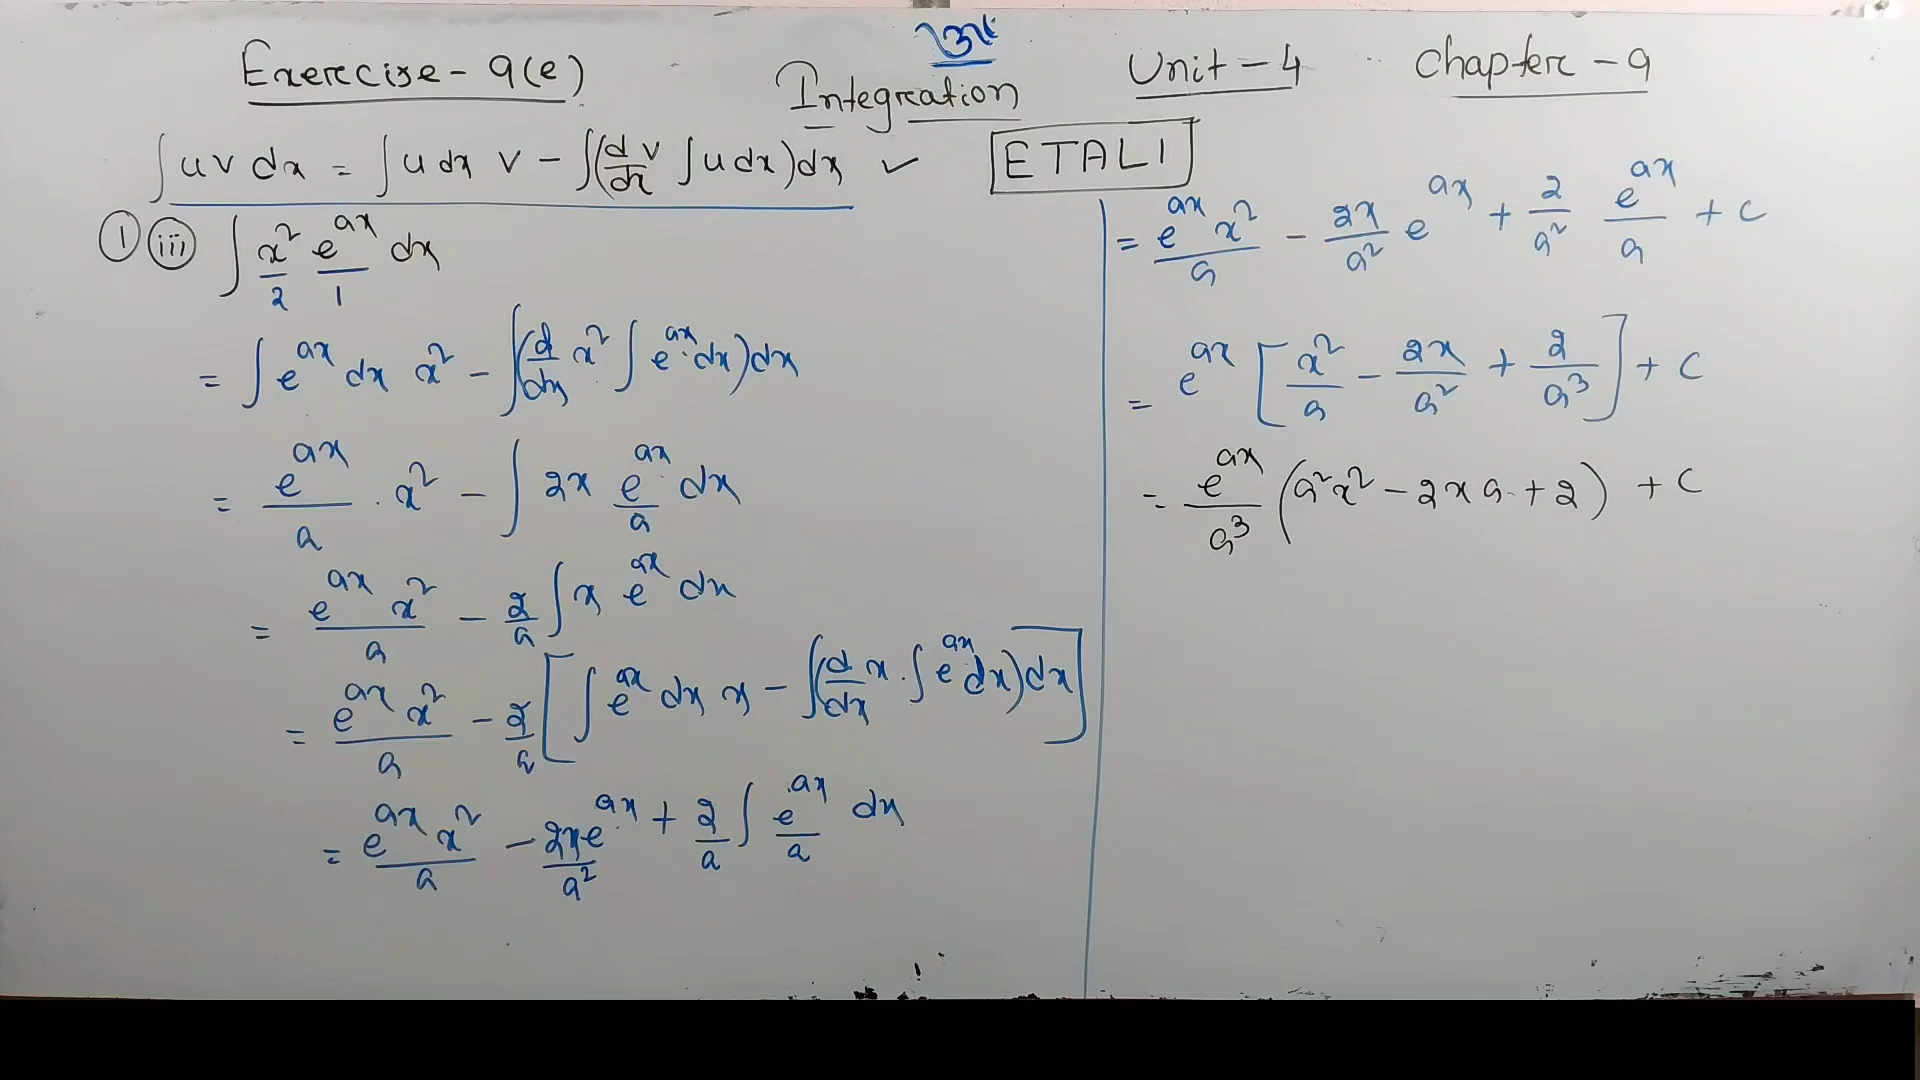 ଓଁ
Exercise - 9(e)
Integration
Unit - 4
Chapter - 9
∫ u v dx = ∫ u dx v - ∫ (d/dx v ∫ u dx) dx ✓
ETALI
① (iii) ∫ x² e^{ax} dx
2 1
= ∫ e^{ax} dx x² - ∫ (d/dx x² ∫ e^{ax} · dx) dx
= e^{ax}/a · x² - ∫ 2x e^{ax}/a dx
= e^{ax} x²/a - 2/a ∫ x e^{ax} dx
= e^{ax} x²/a - 2/a [∫ e^{ax} dx x - ∫ (d/dx x · ∫ e^{ax} dx) dx]
= e^{ax} x²/a - 2xe^{ax}/a² + 2/a ∫ e^{ax}/a dx
= e^{ax} x²/a - 2x/a² e^{ax} + 2/a² e^{ax}/a + c
= e^{ax} [x²/a - 2x/a² + 2/a³] + c
= e^{ax}/a³ (a²x² - 2xa + 2) + c